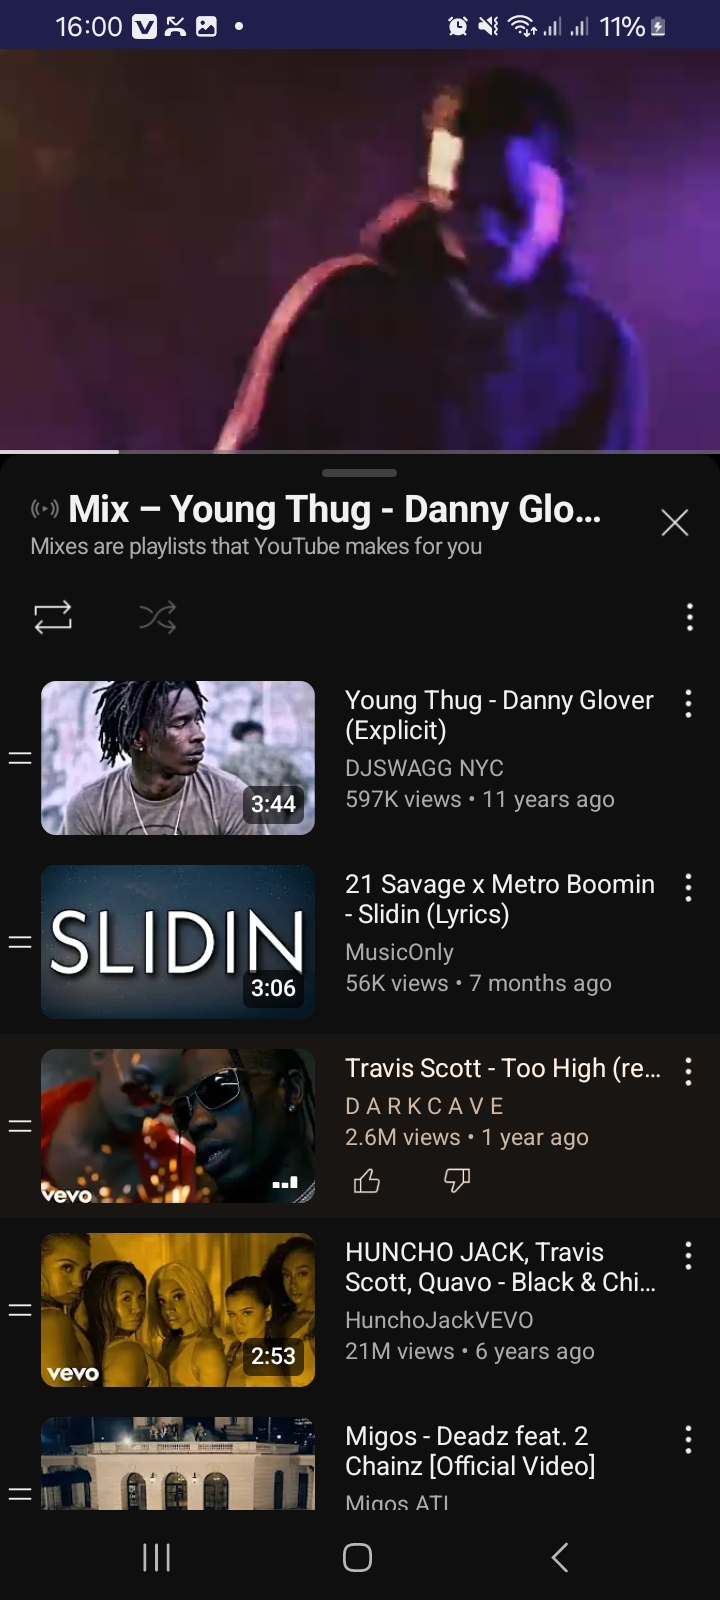 16:00
11%
Mix – Young Thug - Danny Glo...
Mixes are playlists that YouTube makes for you
Young Thug - Danny Glover
(Explicit)
DJSWAGG NYC
597K views • 11 years ago
3:44
21 Savage x Metro Boomin
- Slidin (Lyrics)
MusicOnly
56K views • 7 months ago
SLIDIN
3:06
Travis Scott - Too High (re...
D A R K C A V E
2.6M views • 1 year ago
vevo
HUNCHO JACK, Travis
Scott, Quavo - Black & Chi...
HunchoJackVEVO
21M views • 6 years ago
vevo
2:53
Migos - Deadz feat. 2
Chainz [Official Video]
Migos ATL